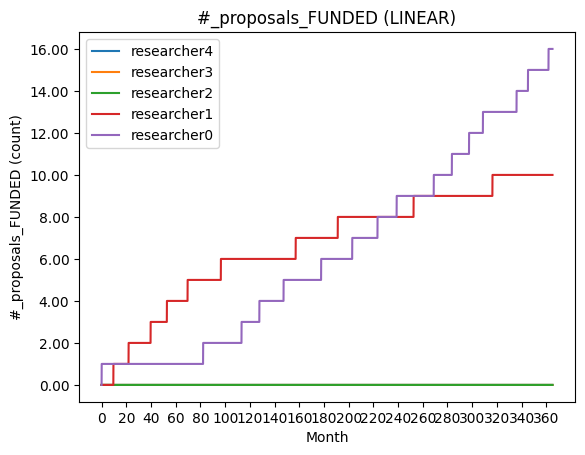 #_proposals_FUNDED (LINEAR)
16.00
14.00
12.00
10.00
8.00
6.00
4.00
2.00
0.00
#_proposals_FUNDED (count)
researcher4
researcher3
researcher2
researcher1
researcher0
0 20 40 60 80 100 120 140 160 180 200 220 240 260 280 300 320 340 360
Month